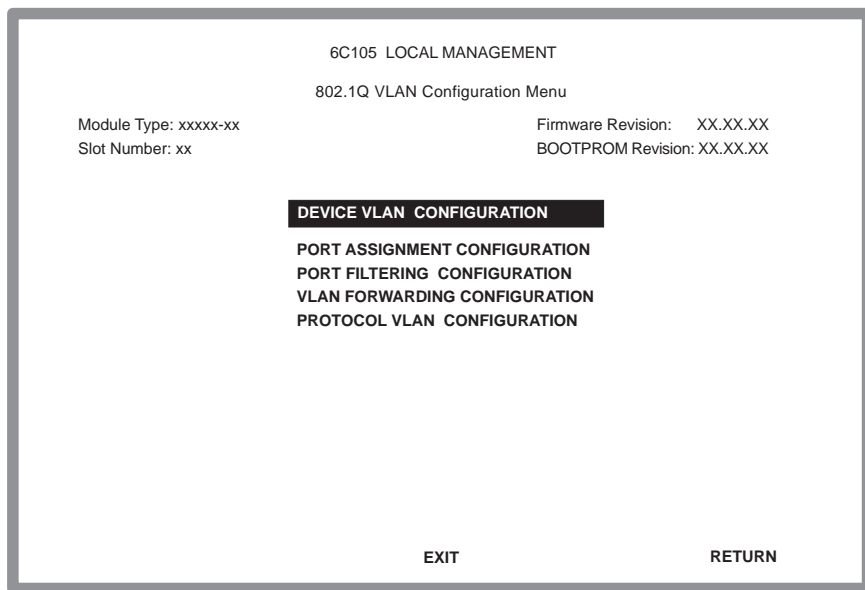 6C105 LOCAL MANAGEMENT
802.1Q VLAN Configuration Menu
Module Type: xxxxx-xx Firmware Revision: XX.XX.XX
Slot Number: xx BOOTPROM Revision: XX.XX.XX
DEVICE VLAN CONFIGURATION
PORT ASSIGNMENT CONFIGURATION
PORT FILTERING CONFIGURATION
VLAN FORWARDING CONFIGURATION
PROTOCOL VLAN CONFIGURATION
EXIT RETURN